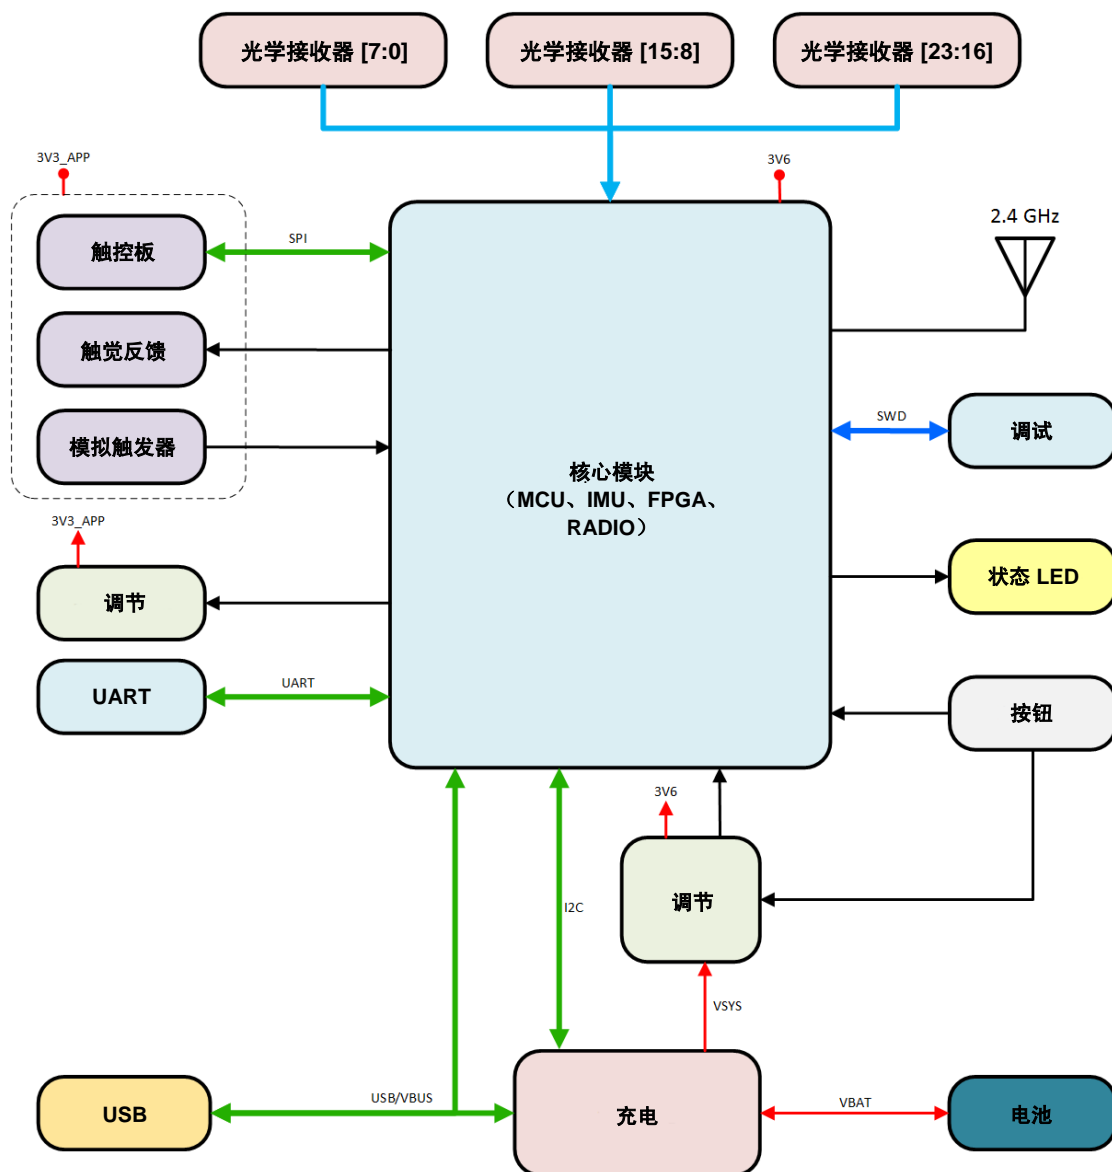 光学接收器 [7:0]
光学接收器 [15:8]
光学接收器 [23:16]
3V3_APP
3V6
2.4 GHz
触控板
SPI
触觉反馈
模拟触发器
SWD
调试
核心模块
（MCU、IMU、FPGA、
RADIO）
3V3_APP
调节
状态 LED
UART
UART
按钮
3V6
调节
I2C
VSYS
USB
USB/VBUS
充电
VBAT
电池